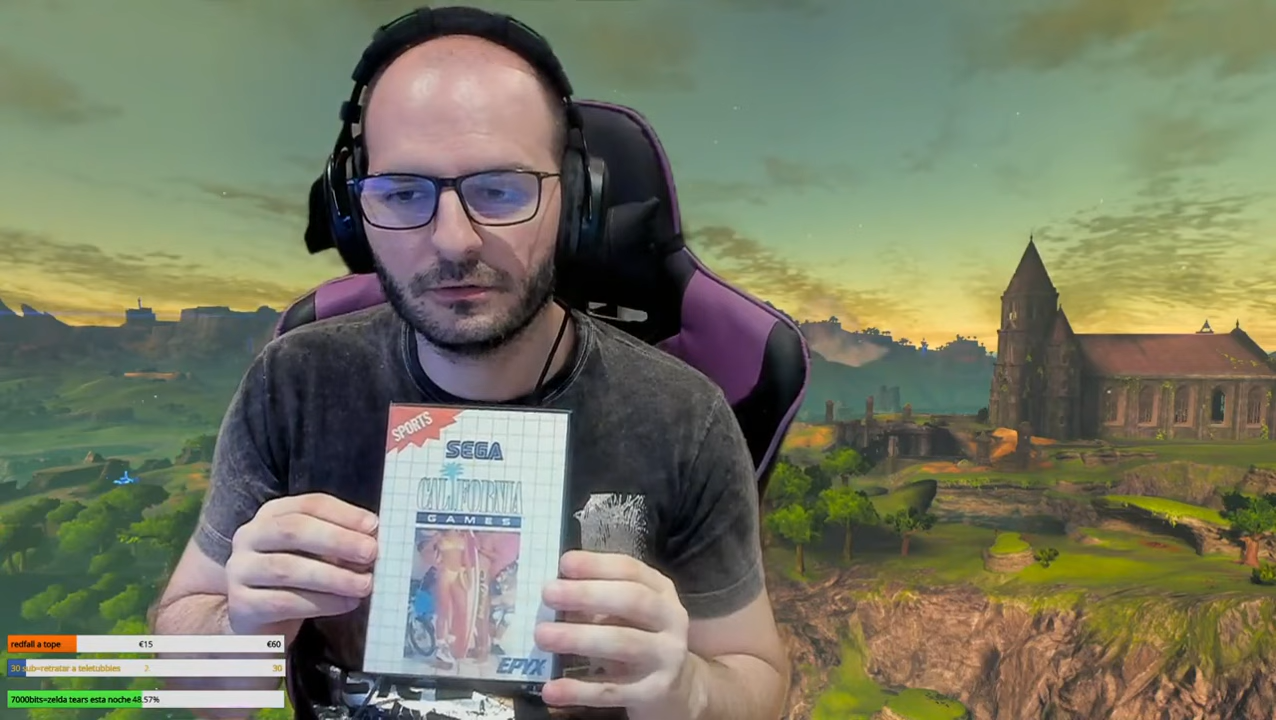 SPORTS
SEGA
CALIFORNIA
GAMES
EPYX
redfall a tope €15 €60
30 sub=retratar a teletubbies 2 30
7000bits=zelda tears esta noche 48.57%